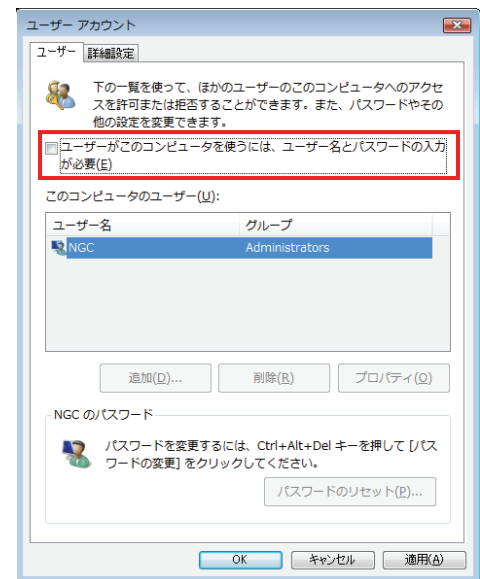 ユーザー アカウント
ユーザー 詳細設定
下の一覧を使って、ほかのユーザーのこのコンピュータへのアクセ
スを許可または拒否することができます。また、パスワードやその
他の設定を変更できます。
ユーザーがこのコンピュータを使うには、ユーザー名とパスワードの入力
が必要(E)
このコンピュータのユーザー(U):
ユーザー名 グループ
NGC Administrators
追加(D)... 削除(R) プロパティ(O)
NGC のパスワード
パスワードを変更するには、Ctrl+Alt+Del キーを押して [パス
ワードの変更] をクリックしてください。
パスワードのリセット(P)...
OK キャンセル 適用(A)